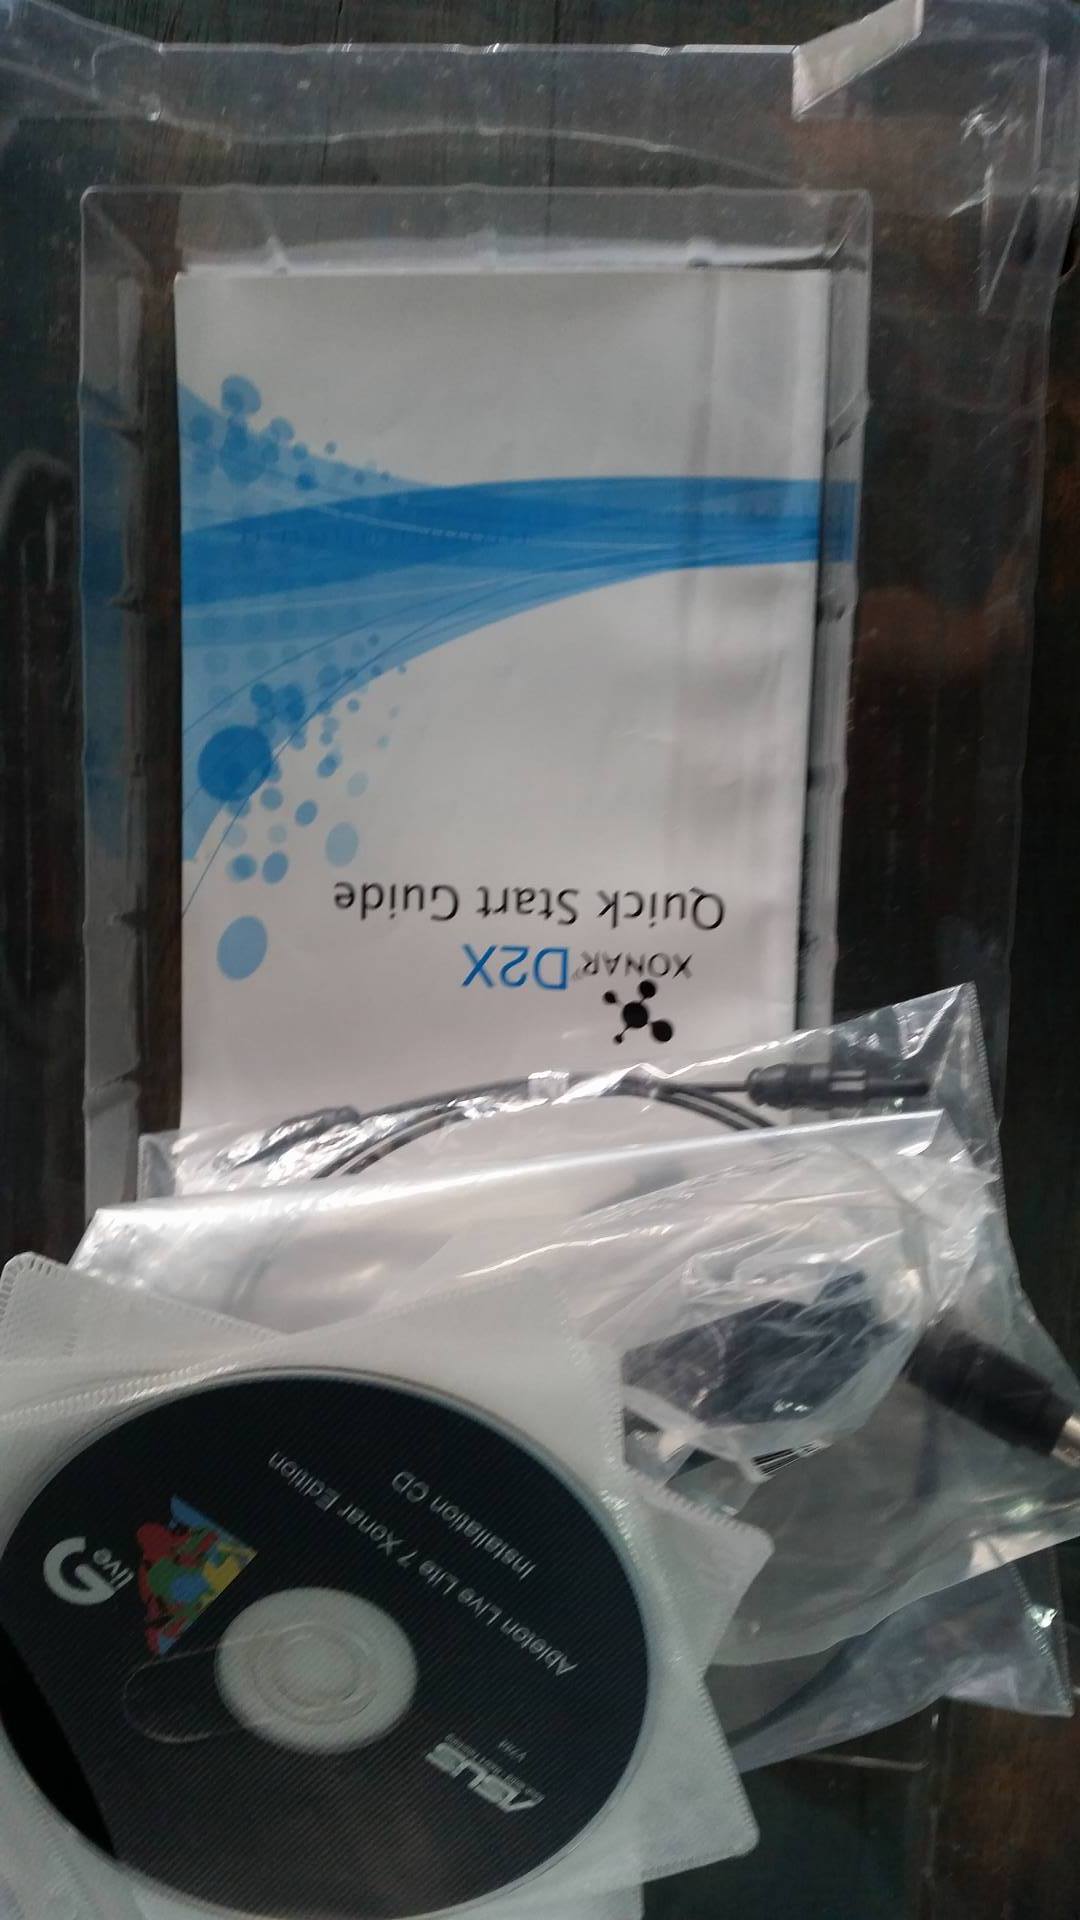 XONAR® D2X
Quick Start Guide
Ableton Live Lite 7 Xonar Edition
Installation CD
live
ASUS